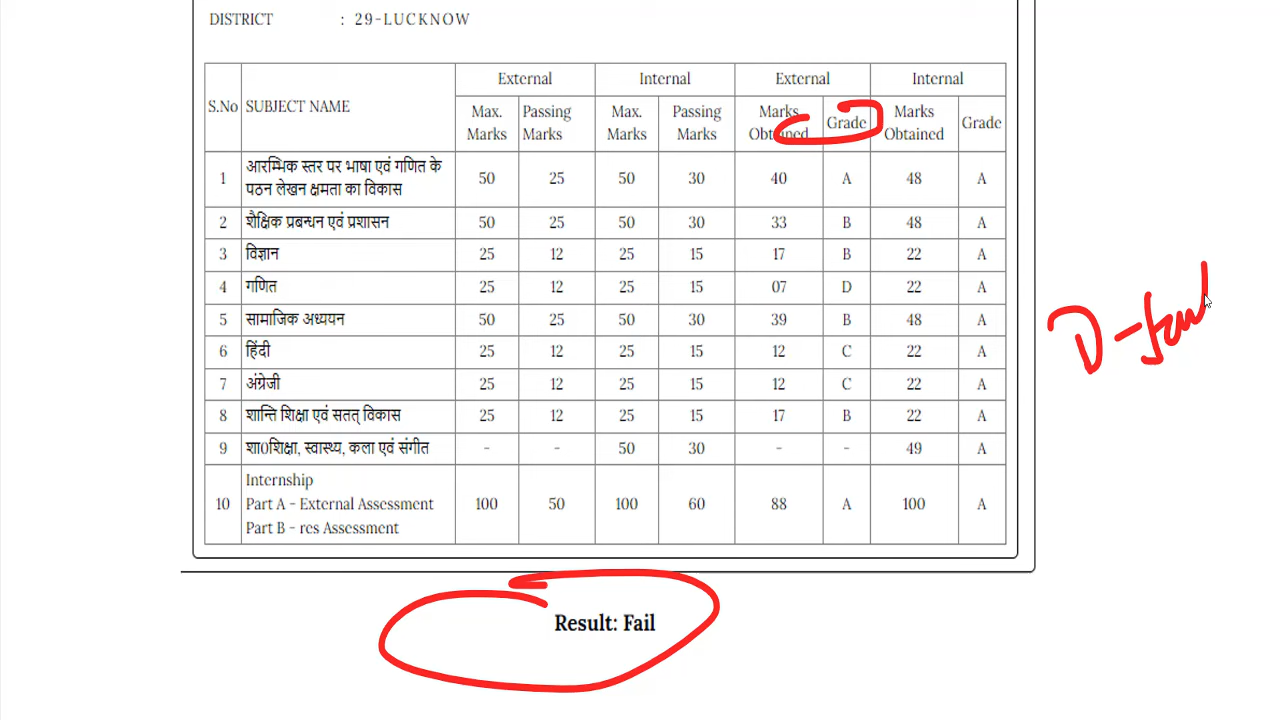 DISTRICT : 29-LUCKNOW
External Internal External Internal
S.No SUBJECT NAME Max. Marks Passing Marks Max. Marks Passing Marks Marks Obtained Grade Marks Obtained Grade
1 आरम्भिक स्तर पर भाषा एवं गणित के 50 25 50 30 40 A 48 A
पठन लेखन क्षमता का विकास
2 शैक्षिक प्रबन्धन एवं प्रशासन 50 25 50 30 33 B 48 A
3 विज्ञान 25 12 25 15 17 B 22 A
4 गणित 25 12 25 15 07 D 22 A
5 सामाजिक अध्ययन 50 25 50 30 39 B 48 A
6 हिंदी 25 12 25 15 12 C 22 A
7 अंग्रेजी 25 12 25 15 12 C 22 A
8 शान्ति शिक्षा एवं सतत् विकास 25 12 25 15 17 B 22 A
9 शा0शिक्षा, स्वास्थ्य, कला एवं संगीत - - 50 30 - - 49 A
Internship
10 Part A - External Assessment 100 50 100 60 88 A 100 A
Part B - res Assessment
Result: Fail
D-